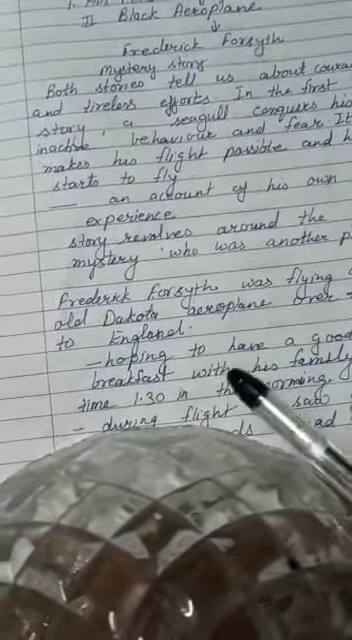 II Black Aeroplane
Frederick Forsyth
Mystery story
Both stories tell us about
and tireless efforts. In the first
story, a seagull conquers his
inactive behaviour and fear. It
makes his flight possible and
starts to fly.
— an account of his own
experience
story revolves around the
mystery 'who was another
Frederick Forsyth was flying
old Dakota aeroplane over
to England.
— hoping to have a good
breakfast with his family
time 1.30 in the morning
- during flight saw